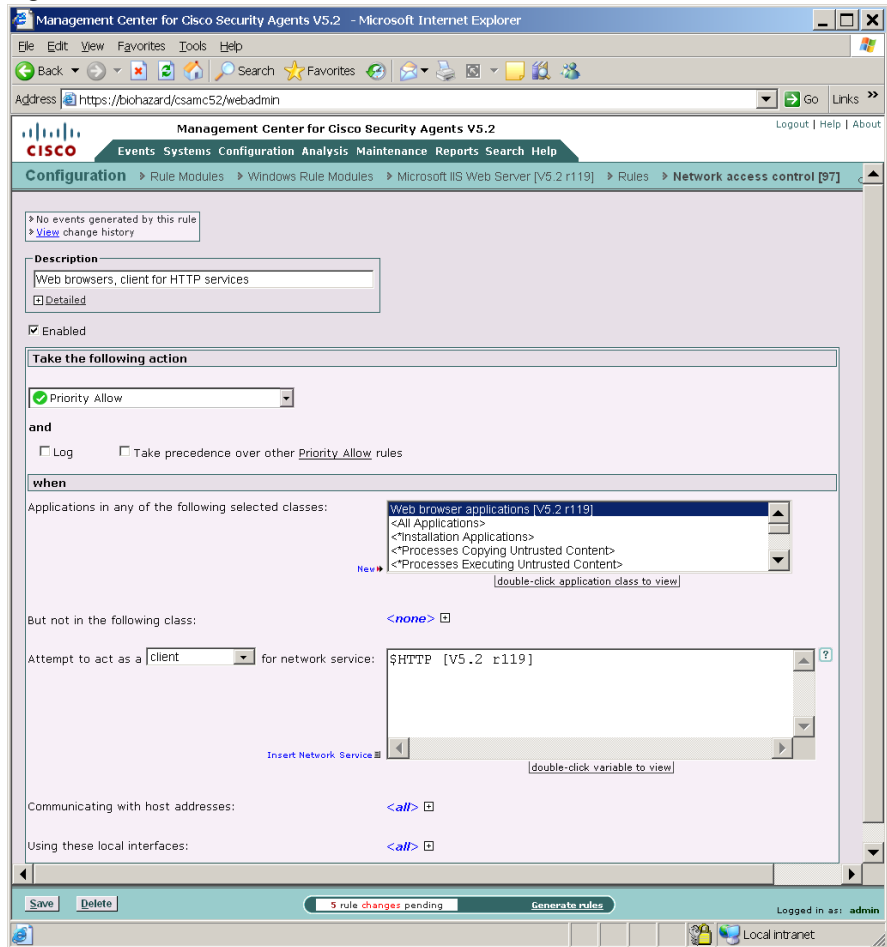 Management Center for Cisco Security Agents V5.2 - Microsoft Internet Explorer
File Edit View Favorites Tools Help
Back Search Favorites
Address https://biohazard/csamc52/webadmin Go Links »
CISCO
Management Center for Cisco Security Agents V5.2
Logout | Help | About
Events Systems Configuration Analysis Maintenance Reports Search Help
Configuration Rule Modules Windows Rule Modules Microsoft IIS Web Server [V5.2 r119] Rules Network access control [97]
No events generated by this rule
View change history
Description
Web browsers, client for HTTP services
Detailed
Enabled
Take the following action
Priority Allow
and
Log Take precedence over other Priority Allow rules
when
Applications in any of the following selected classes:
Web browser applications [V5.2 r119]
<All Applications>
<*Installation Applications>
<*Processes Copying Untrusted Content>
<*Processes Executing Untrusted Content>
New
double-click application class to view
But not in the following class: <none>
Attempt to act as a client for network service: $HTTP [V5.2 r119]
Insert Network Service
double-click variable to view
Communicating with host addresses: <all>
Using these local interfaces: <all>
Save Delete 5 rule changes pending Generate rules Logged in as: admin
Local intranet